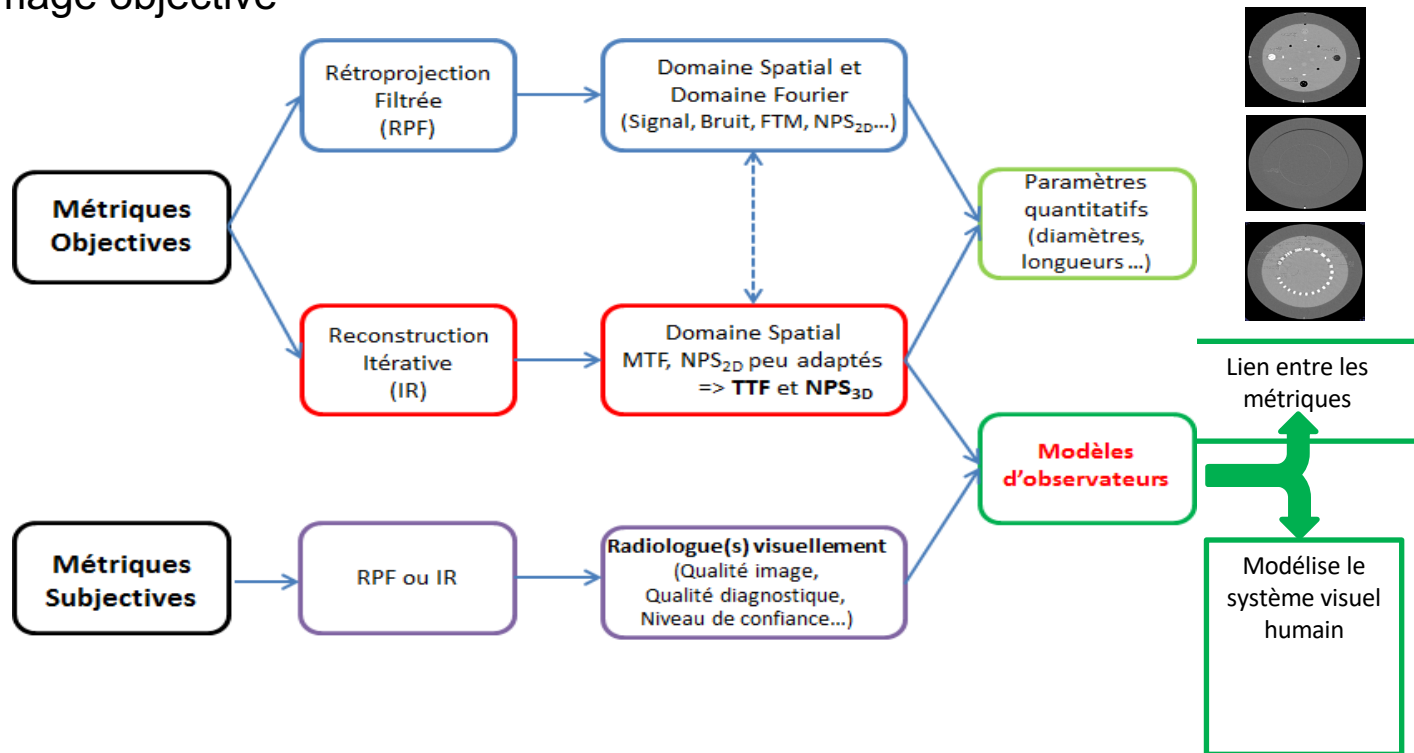 image objective
Rétroprojection
Filtrée
(RPF)
Domaine Spatial et
Domaine Fourier
(Signal, Bruit, FTM, NPS2D...)
Métriques
Objectives
Paramètres
quantitatifs
(diamètres,
longueurs ...)
Reconstruction
Itérative
(IR)
Domaine Spatial
MTF, NPS2D peu adaptés
=> TTF et NPS3D
Lien entre les
métriques
Modèles
d'observateurs
Métriques
Subjectives
RPF ou IR
Radiologue(s) visuellement
(Qualité image,
Qualité diagnostique,
Niveau de confiance...)
Modélise le
système visuel
humain